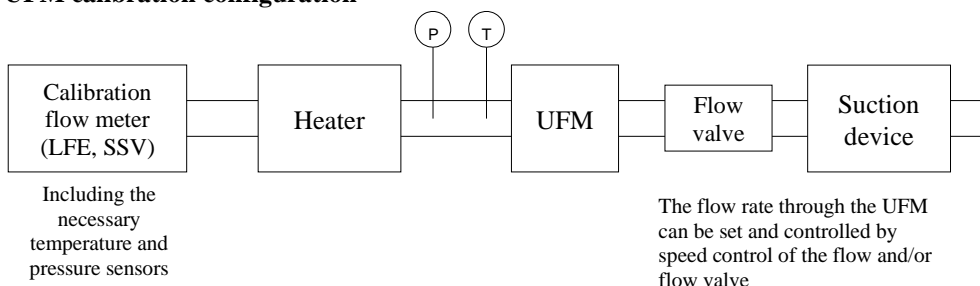 UFM calibration configuration
P
T
Calibration
flow meter
(LFE, SSV)
Heater
UFM
Flow
valve
Suction
device
Including the
necessary
temperature and
pressure sensors
The flow rate through the UFM
can be set and controlled by
speed control of the flow and/or
flow valve